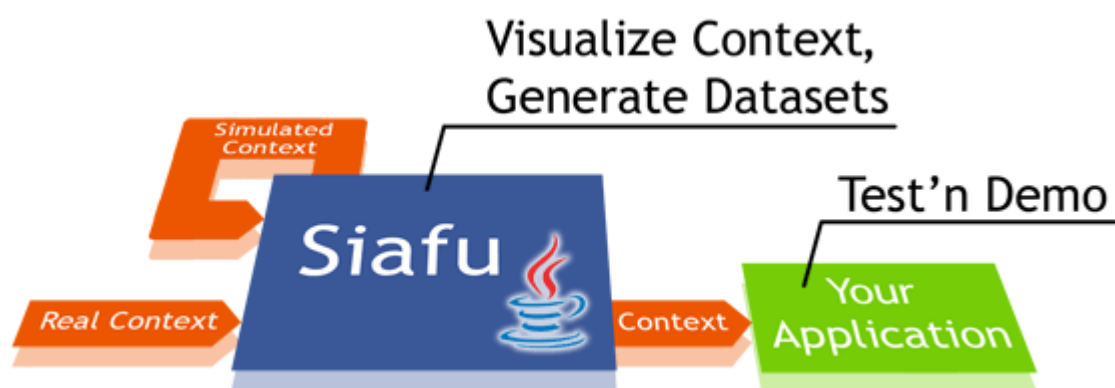 Visualize Context,
Generate Datasets
Simulated
Context
Test'n Demo
Siafu
Real Context
Context
Your
Application